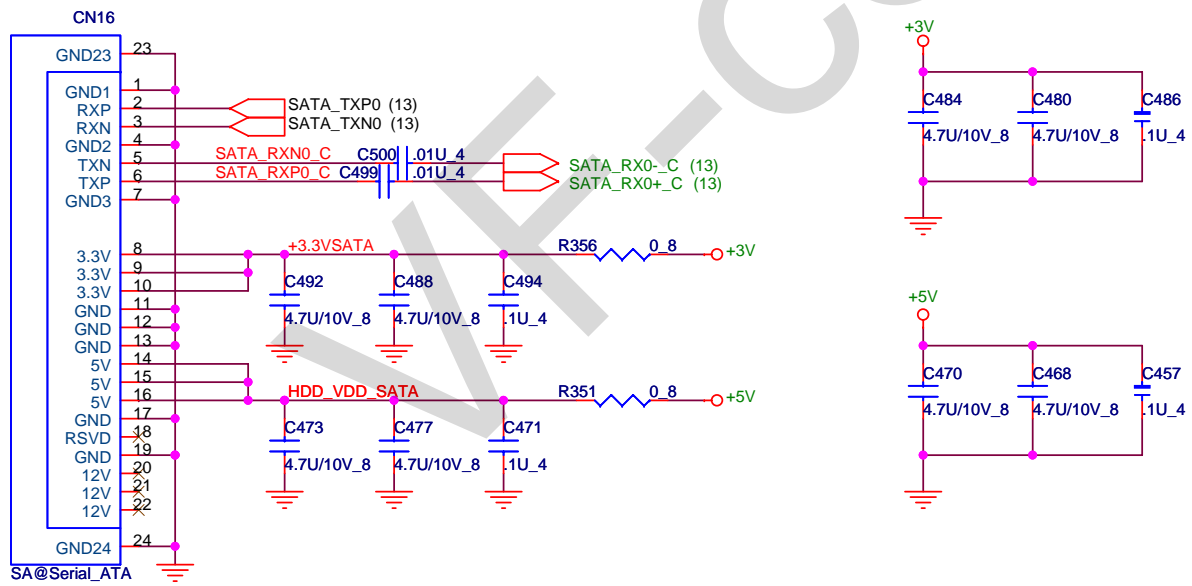 CN16
GND23 23
GND1 1
RXP 2 SATA_TXP0 (13)
RXN 3 SATA_TXN0 (13)
GND2 4
TXN 5 SATA_RXN0_C C500 .01U_4 SATA_RX0-_C (13)
TXP 6 SATA_RXP0_C C499 .01U_4 SATA_RX0+_C (13)
GND3 7
3.3V 8 +3.3VSATA R356 0_8 +3V
3.3V 9
3.3V 10
GND 11
GND 12
GND 13
5V 14
5V 15
5V 16 HDD_VDD_SATA R351 0_8 +5V
GND 17
RSVD 18
GND 19
12V 20
12V 21
12V 22
GND24 24
SA@Serial_ATA
C492 C488 C494
4.7U/10V_8 4.7U/10V_8 .1U_4
C473 C477 C471
4.7U/10V_8 4.7U/10V_8 .1U_4
+3V
C484 C480 C486
4.7U/10V_8 4.7U/10V_8 .1U_4
+5V
C470 C468 C457
4.7U/10V_8 4.7U/10V_8 .1U_4